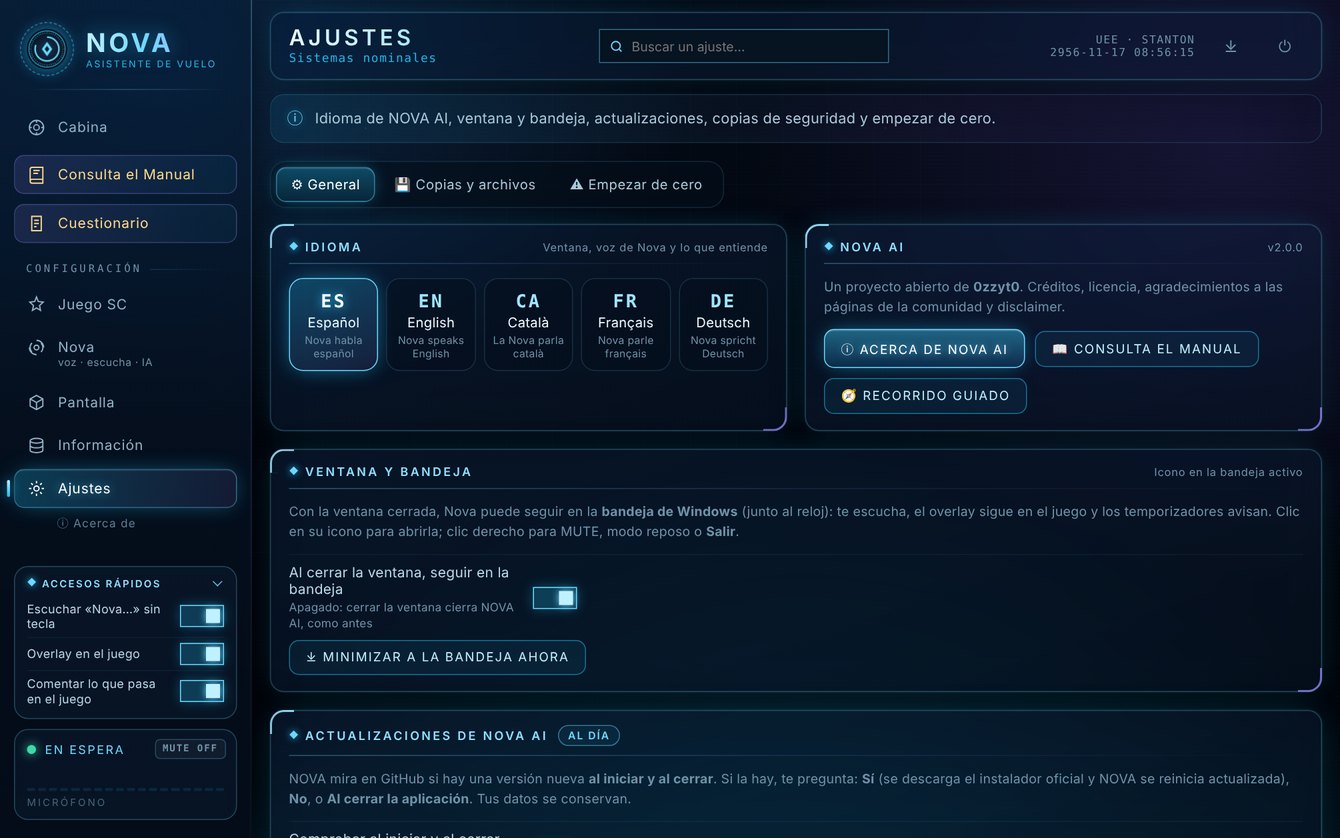 NOVA
ASISTENTE DE VUELO
Cabina
Consulta el Manual
Cuestionario
CONFIGURACIÓN
Juego SC
Nova
voz · escucha · IA
Pantalla
Información
Ajustes
ⓘ Acerca de
ACCESOS RÁPIDOS
Escuchar «Nova...» sin
tecla
Overlay en el juego
Comentar lo que pasa
en el juego
EN ESPERA
MUTE OFF
MICRÓFONO
AJUSTES
Sistemas nominales
Buscar un ajuste...
UEE · STANTON
2956-11-17 08:56:15
Idioma de NOVA AI, ventana y bandeja, actualizaciones, copias de seguridad y empezar de cero.
⚙ General
💾 Copias y archivos
⚠ Empezar de cero
IDIOMA
Ventana, voz de Nova y lo que entiende
ES
Español
Nova habla
español
EN
English
Nova speaks
English
CA
Català
La Nova parla
català
FR
Français
Nova parle
français
DE
Deutsch
Nova spricht
Deutsch
NOVA AI
v2.0.0
Un proyecto abierto de 0zzyt0. Créditos, licencia, agradecimientos a las
páginas de la comunidad y disclaimer.
ⓘ ACERCA DE NOVA AI
📖 CONSULTA EL MANUAL
🧭 RECORRIDO GUIADO
VENTANA Y BANDEJA
Icono en la bandeja activo
Con la ventana cerrada, Nova puede seguir en la bandeja de Windows (junto al reloj): te escucha, el overlay sigue en el juego y los temporizadores avisan. Clic
en su icono para abrirla; clic derecho para MUTE, modo reposo o Salir.
Al cerrar la ventana, seguir en la
bandeja
Apagado: cerrar la ventana cierra NOVA
AI, como antes
MINIMIZAR A LA BANDEJA AHORA
ACTUALIZACIONES DE NOVA AI
AL DÍA
NOVA mira en GitHub si hay una versión nueva al iniciar y al cerrar. Si la hay, te pregunta: Sí (se descarga el instalador oficial y NOVA se reinicia actualizada),
No, o Al cerrar la aplicación. Tus datos se conservan.
Comprobar al iniciar y al cerrar